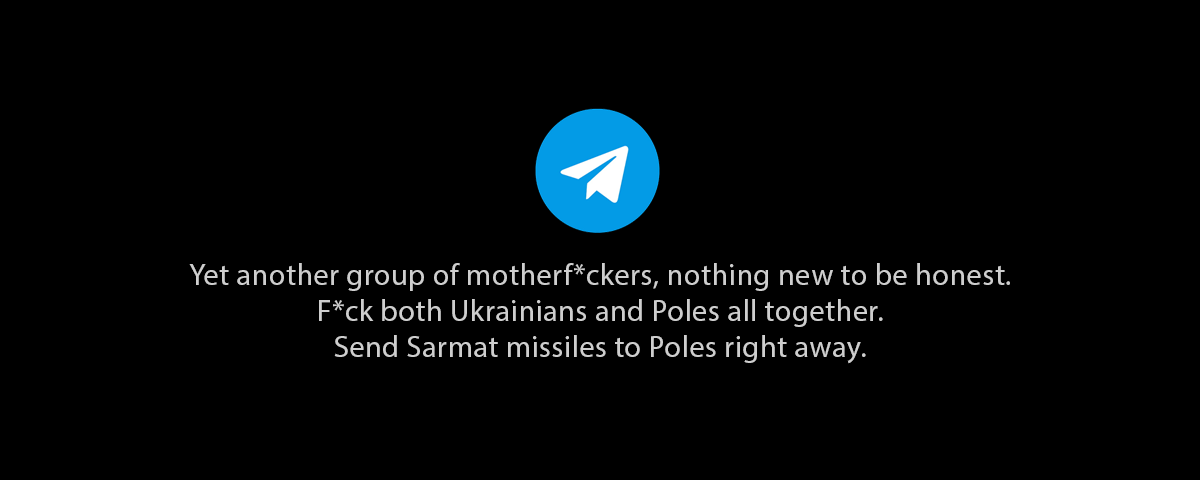 Yet another group of motherf*ckers, nothing new to be honest.
F*ck both Ukrainians and Poles all together.
Send Sarmat missiles to Poles right away.